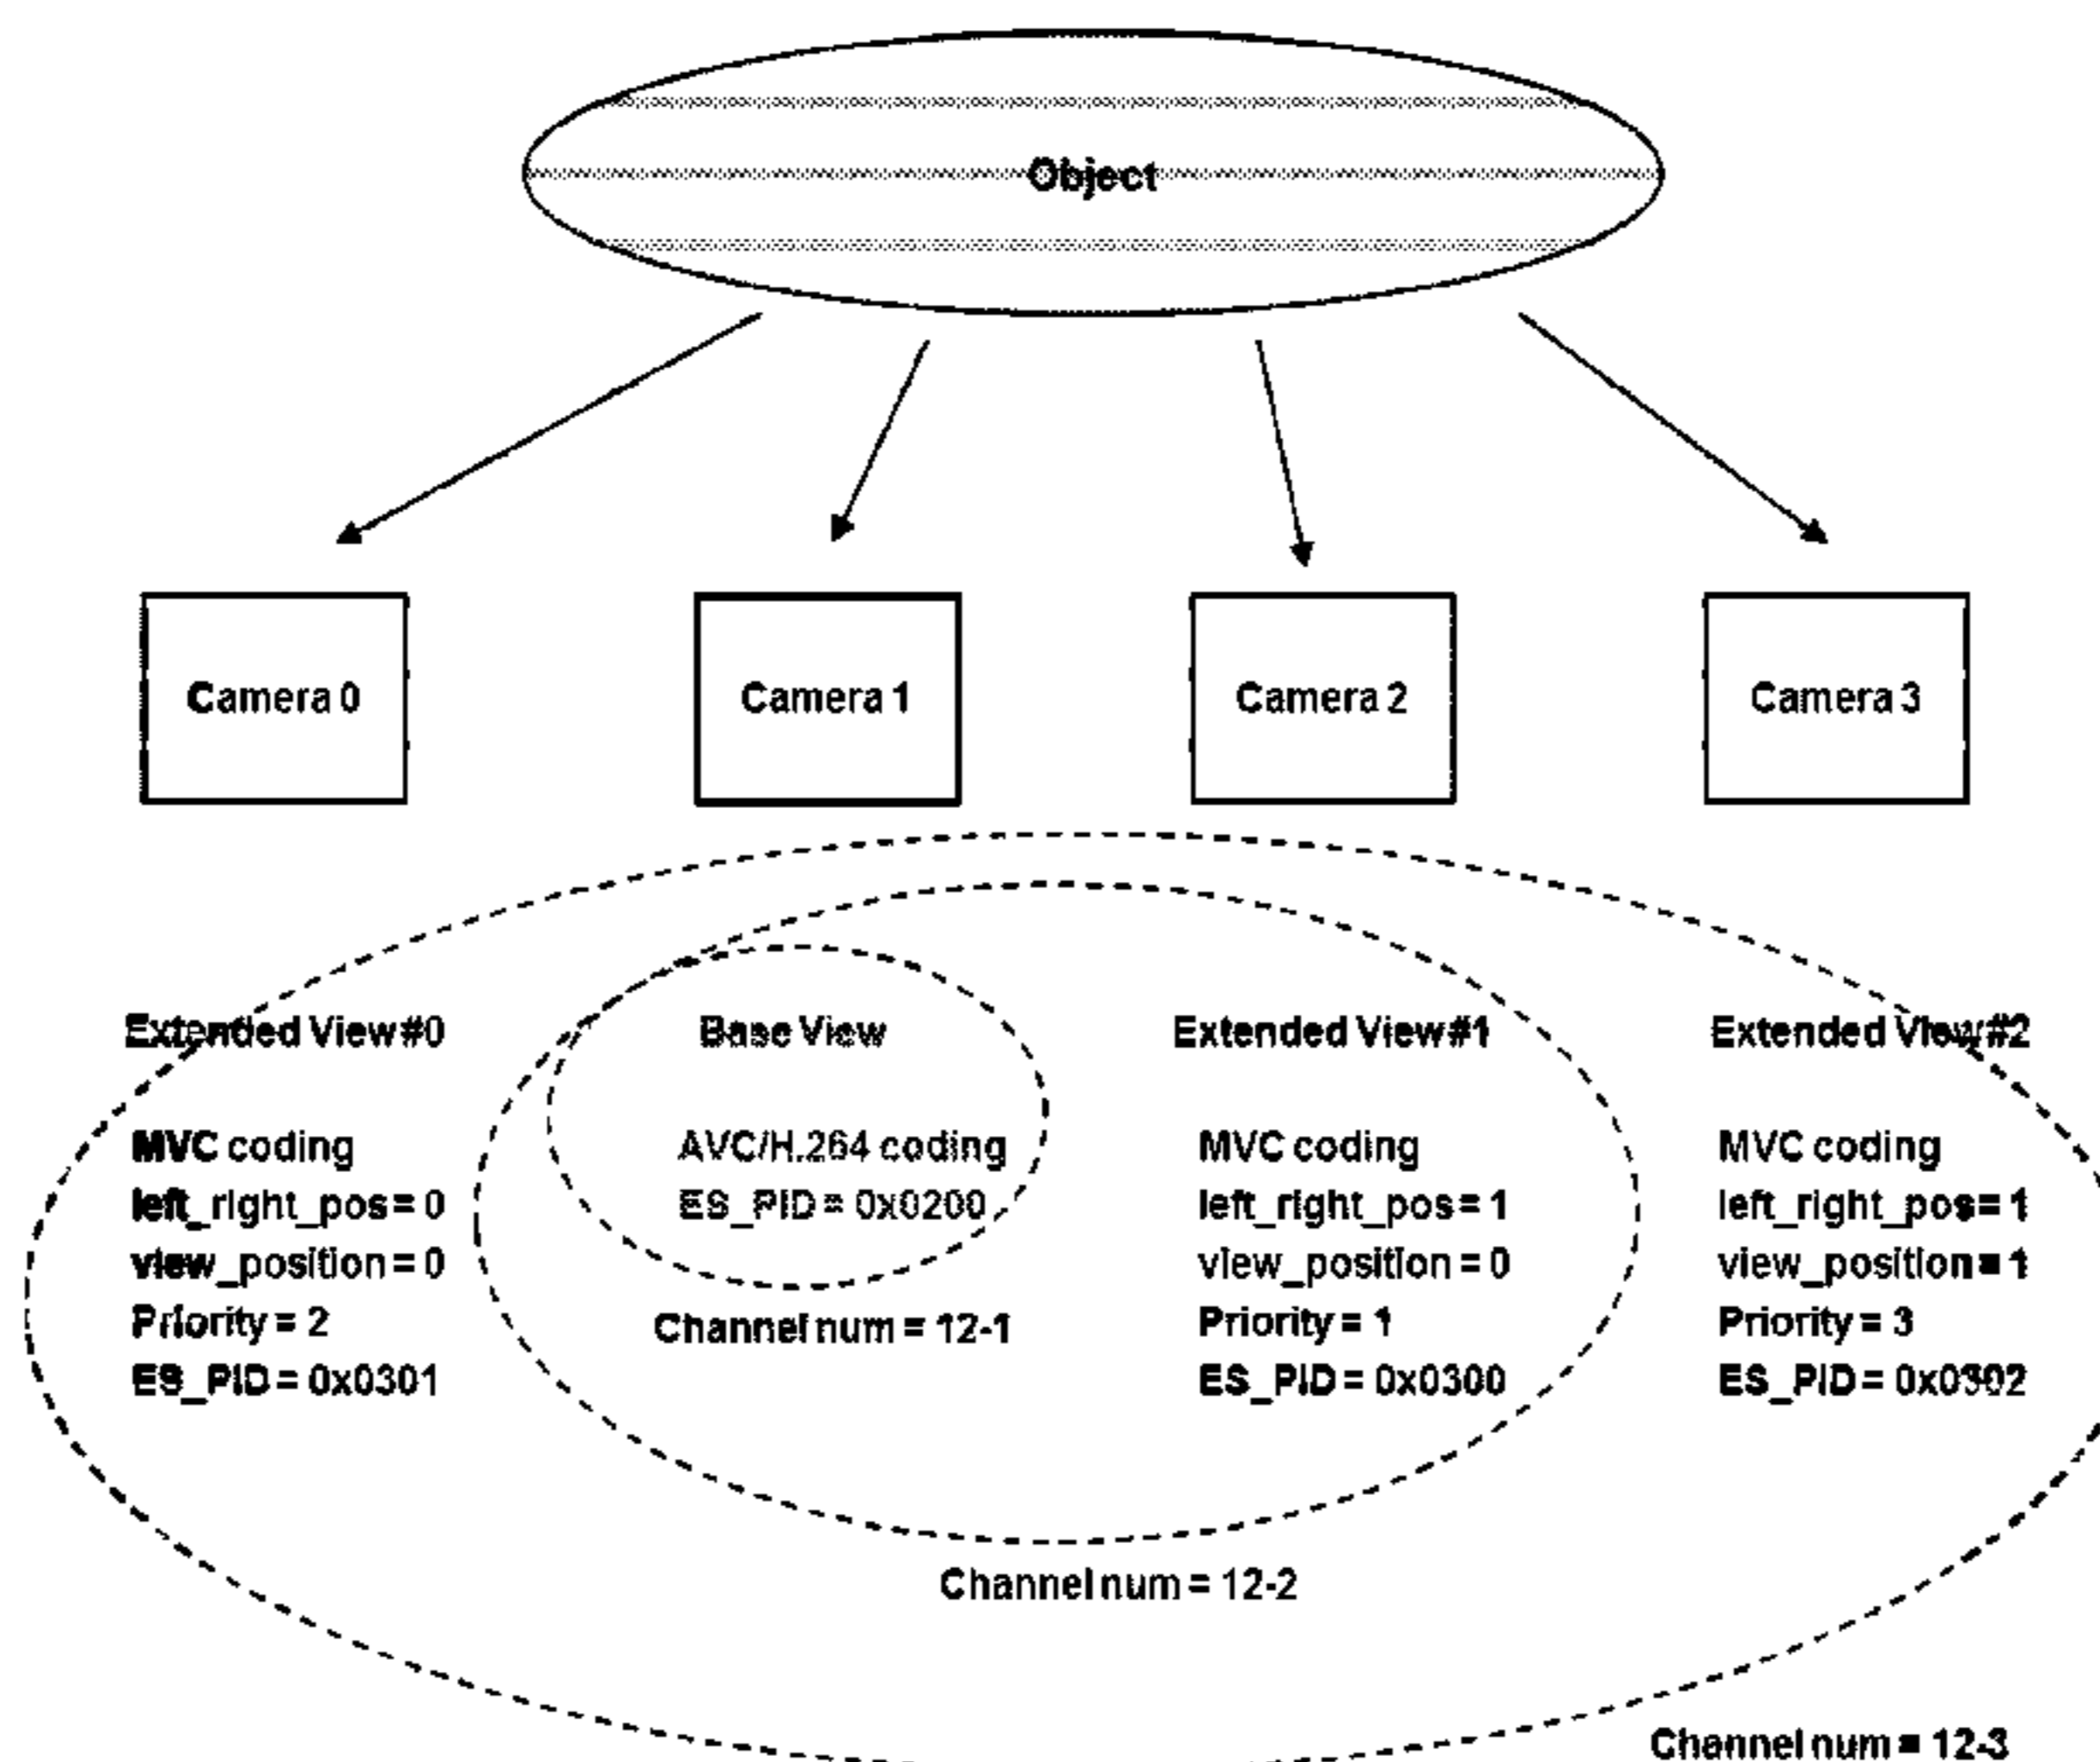 Object
Camera 0
Camera 1
Camera 2
Camera 3
Extended View#0
MVC coding
left_right_pos= 0
view_position = 0
Priority = 2
ES_PID = 0x0301
Base View
AVC/H.264 coding
ES_PID = 0x0200
Channel num = 12-1
Extended View#1
MVC coding
left_right_pos= 1
view_position = 0
Priority = 1
ES_PID = 0x0300
Extended View#2
MVC coding
left_right_pos= 1
view_position = 1
Priority = 3
ES_PID = 0x0302
Channel num = 12-2
Channel num = 12-3